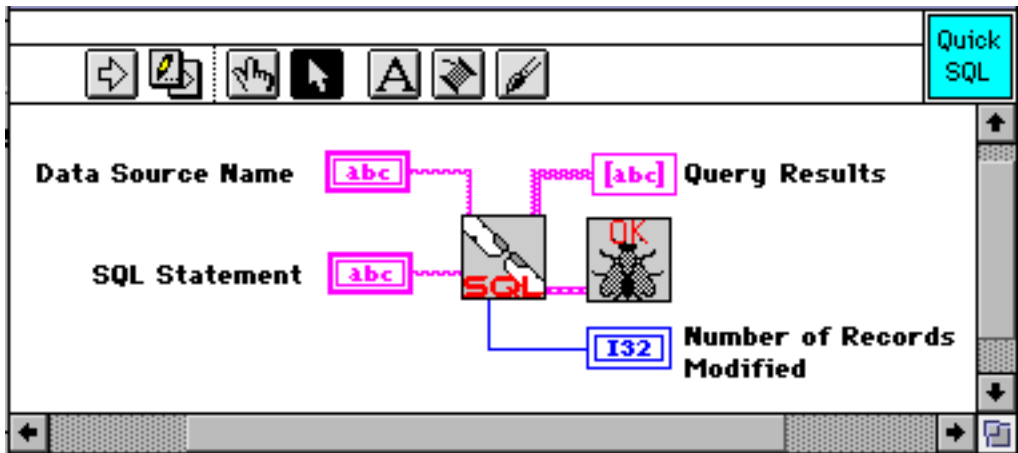 Quick
SQL
A
Data Source Name
abc
[abc]
Query Results
OK
SQL Statement
abc
SQL
I32
Number of Records
Modified